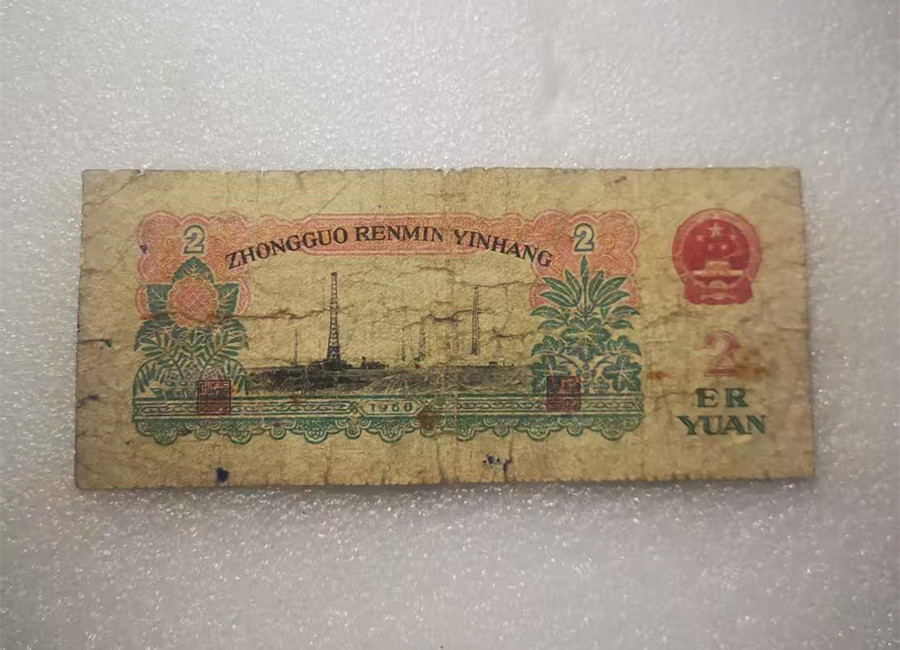 2
2
ZHONGGUO RENMIN YINHANG
2
ER
YUAN
1960